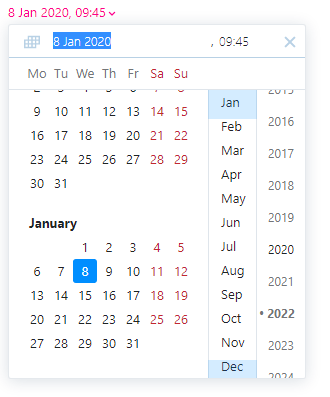 8 Jan 2020, 09:45
8 Jan 2020 , 09:45
Mo Tu We Th Fr Sa Su
9 10 11 12 13 14 15
16 17 18 19 20 21 22
23 24 25 26 27 28 29
30 31
January
1 2 3 4 5
6 7 8 9 10 11 12
13 14 15 16 17 18 19
20 21 22 23 24 25 26
27 28 29 30 31
Jan
Feb
Mar
Apr
May
Jun
Jul
Aug
Sep
Oct
Nov
Dec
2015
2016
2017
2018
2019
2020
2021
• 2022
2023
2024